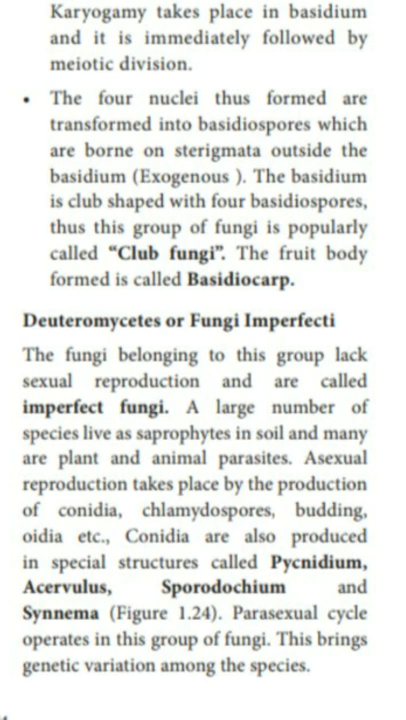 Karyogamy takes place in basidium
and it is immediately followed by
meiotic division.
• The four nuclei thus formed are
transformed into basidiospores which
are borne on sterigmata outside the
basidium (Exogenous ). The basidium
is club shaped with four basidiospores,
thus this group of fungi is popularly
called “Club fungi”. The fruit body
formed is called Basidiocarp.
Deuteromycetes or Fungi Imperfecti
The fungi belonging to this group lack
sexual reproduction and are called
imperfect fungi. A large number of
species live as saprophytes in soil and many
are plant and animal parasites. Asexual
reproduction takes place by the production
of conidia, chlamydospores, budding,
oidia etc., Conidia are also produced
in special structures called Pycnidium,
Acervulus, Sporodochium and
Synnema (Figure 1.24). Parasexual cycle
operates in this group of fungi. This brings
genetic variation among the species.